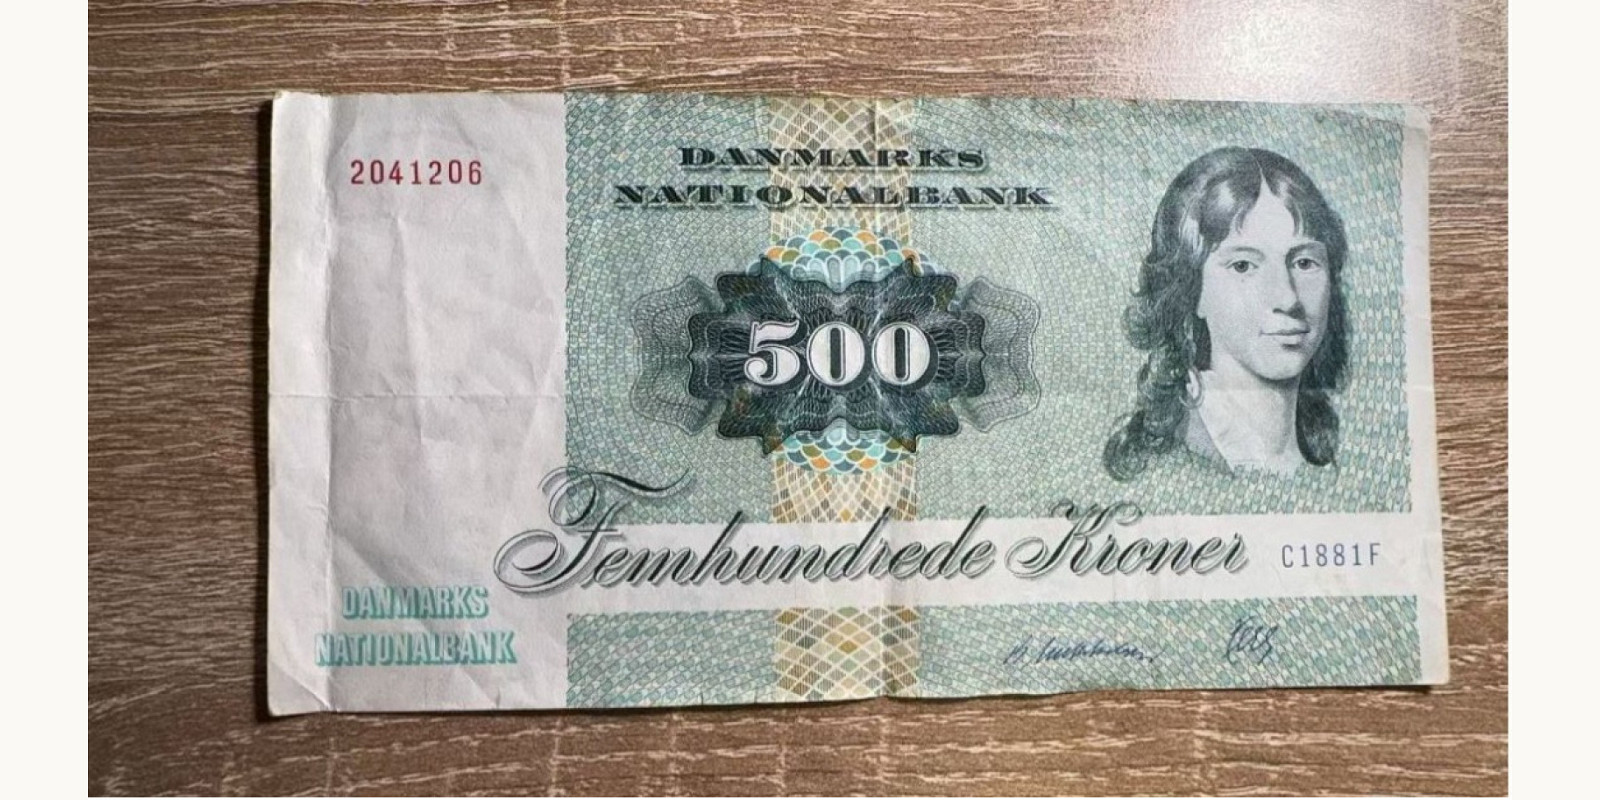 2041206
DANMARKS
NATIONALBANK
500
Femhundrede Kroner
C1881F
DANMARKS
NATIONALBANK